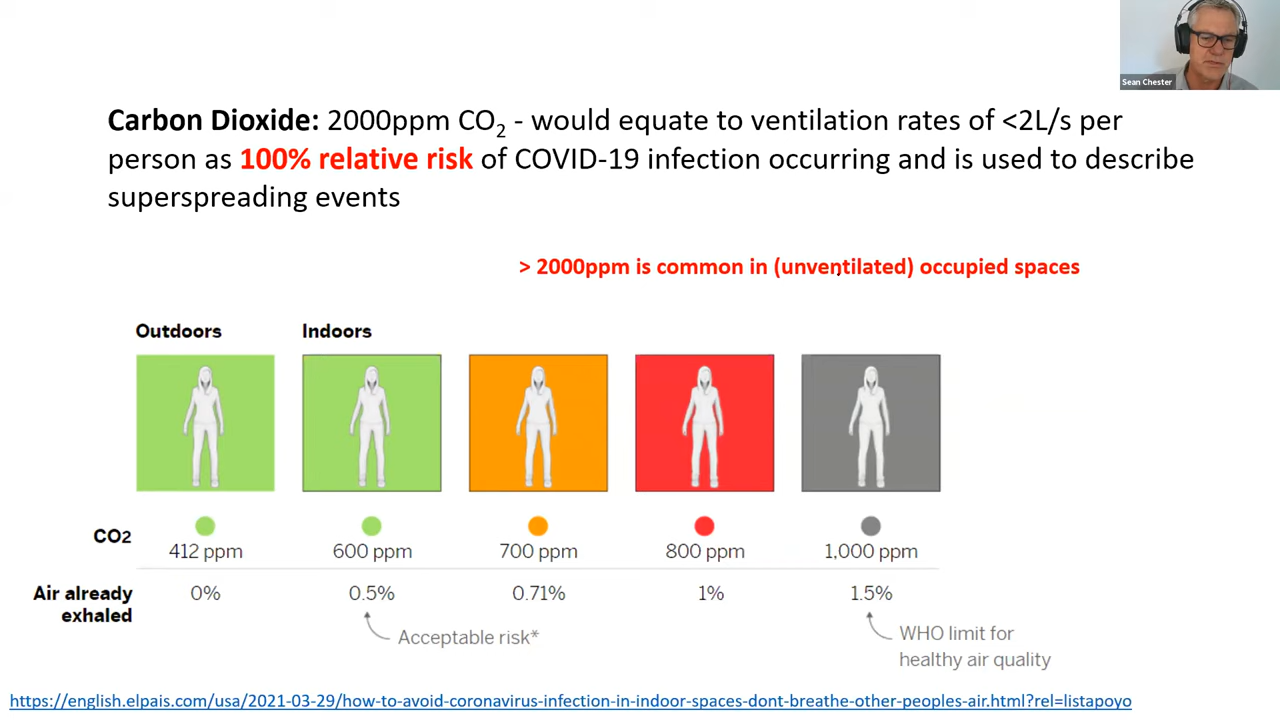 Sean Chester
Carbon Dioxide: 2000ppm CO2 - would equate to ventilation rates of <2L/s per
person as 100% relative risk of COVID-19 infection occurring and is used to describe
superspreading events
> 2000ppm is common in (unventilated) occupied spaces
Outdoors Indoors
CO2 412 ppm 600 ppm 700 ppm 800 ppm 1,000 ppm
Air already exhaled 0% 0.5% 0.71% 1% 1.5%
Acceptable risk*
WHO limit for
healthy air quality
https://english.elpais.com/usa/2021-03-29/how-to-avoid-coronavirus-infection-in-indoor-spaces-dont-breathe-other-peoples-air.html?rel=listapoyo